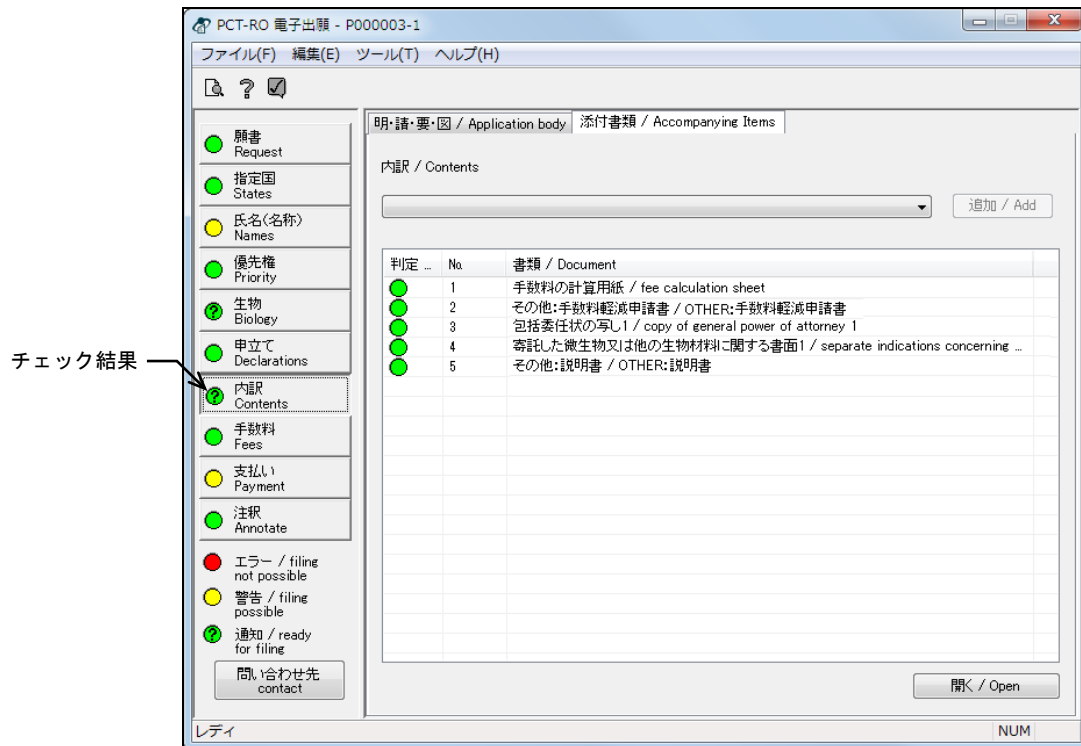 PCT-RO 電子出願 - P000003-1
ファイル(F) 編集(E) ツール(T) ヘルプ(H)
明・請・要・図 / Application body 添付書類 / Accompanying Items
願書
Request
指定国
States
氏名(名称)
Names
優先権
Priority
生物
Biology
申立て
Declarations
内訳
Contents
手数料
Fees
支払い
Payment
注釈
Annotate
エラー / filing
not possible
警告 / filing
possible
通知 / ready
for filing
問い合わせ先
contact
チェック結果
内訳 / Contents
追加 / Add
判定 ... No. 書類 / Document
1 手数料の計算用紙 / fee calculation sheet
2 その他:手数料軽減申請書 / OTHER:手数料軽減申請書
3 包括委任状の写し1 / copy of general power of attorney 1
4 寄託した微生物又は他の生物材料に関する書面1 / separate indications concerning ...
5 その他:説明書 / OTHER:説明書
開く / Open
レディ NUM